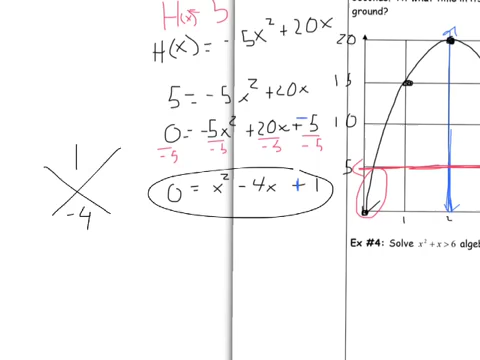 H(x) = 5
H(x) = -5x² + 20x
5 = -5x² + 20x
0 = -5x² + 20x + -5
-5 -5 -5 -5
0 = x² - 4x + 1
1
-4
ground?
20
15
10
5
1 2
Ex #4: Solve x² + x > 6 algeb